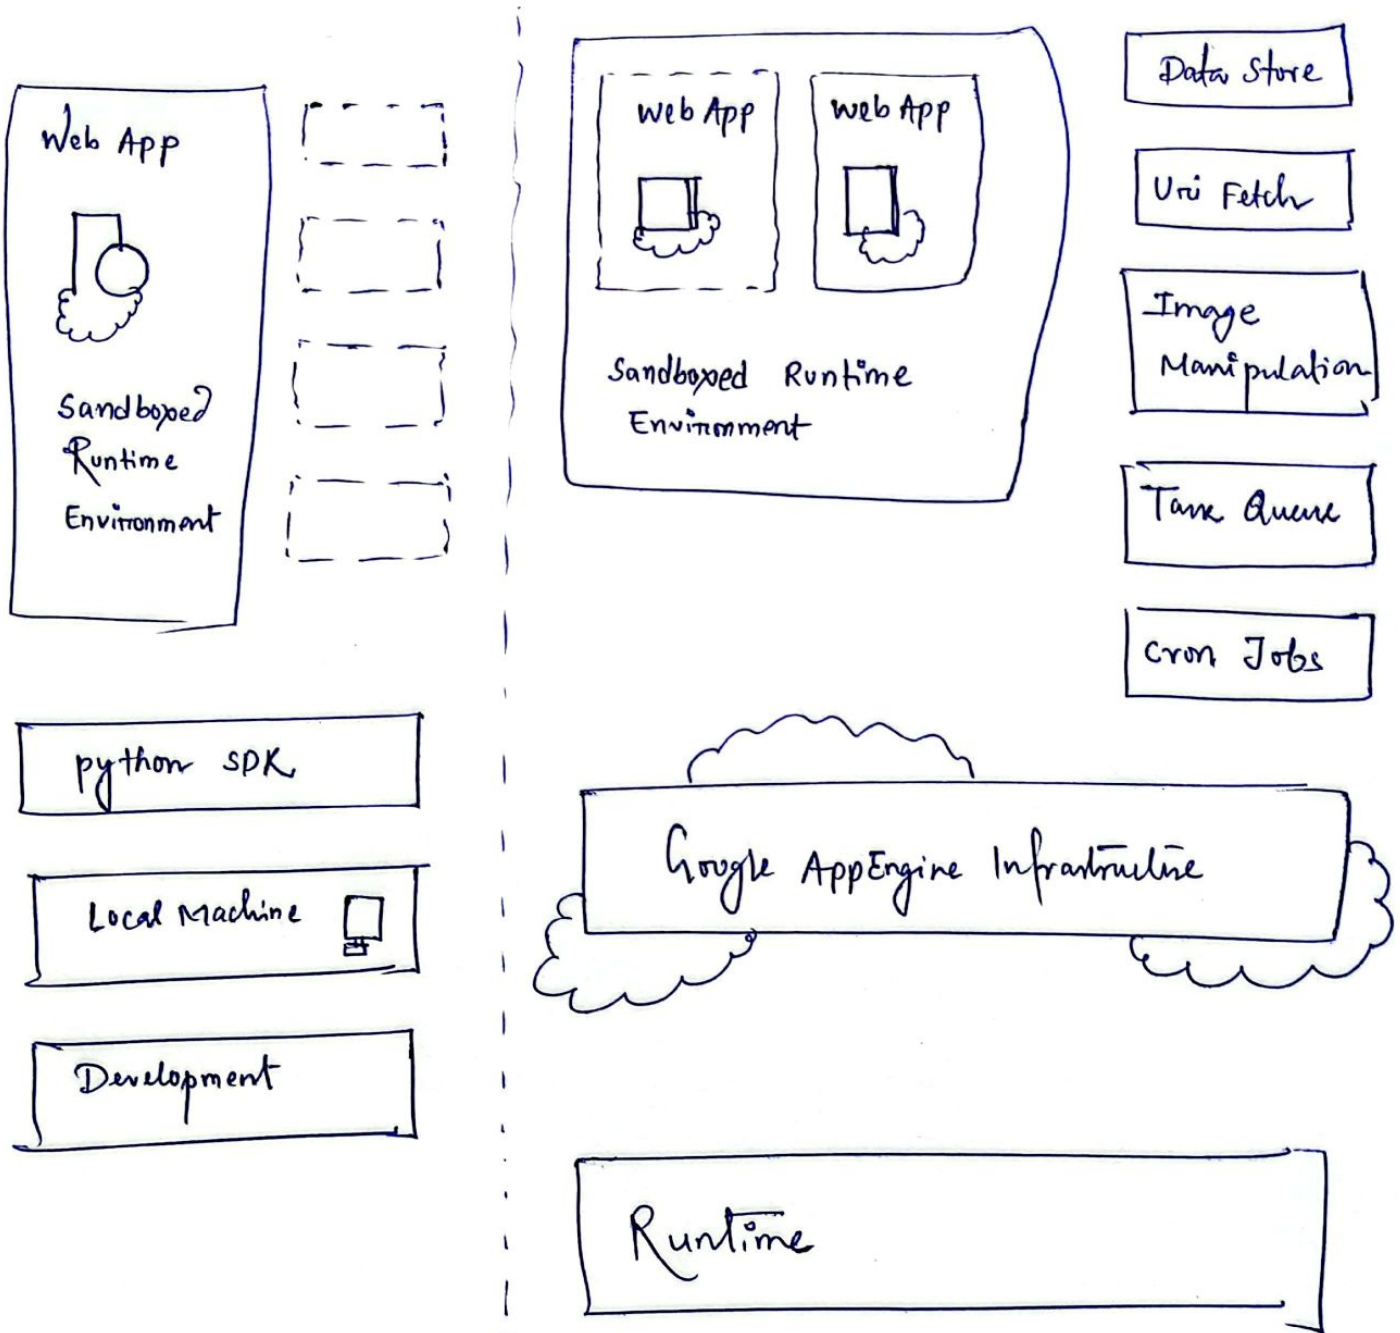 Web App
Sandboxed
Runtime
Environment
python SDK
Local Machine
Development
Web App
Web App
Sandboxed Runtime
Environment
Data Store
Uri Fetch
Image
Manipulation
Task Queue
Cron Jobs
Google AppEngine Infrastructure
Runtime